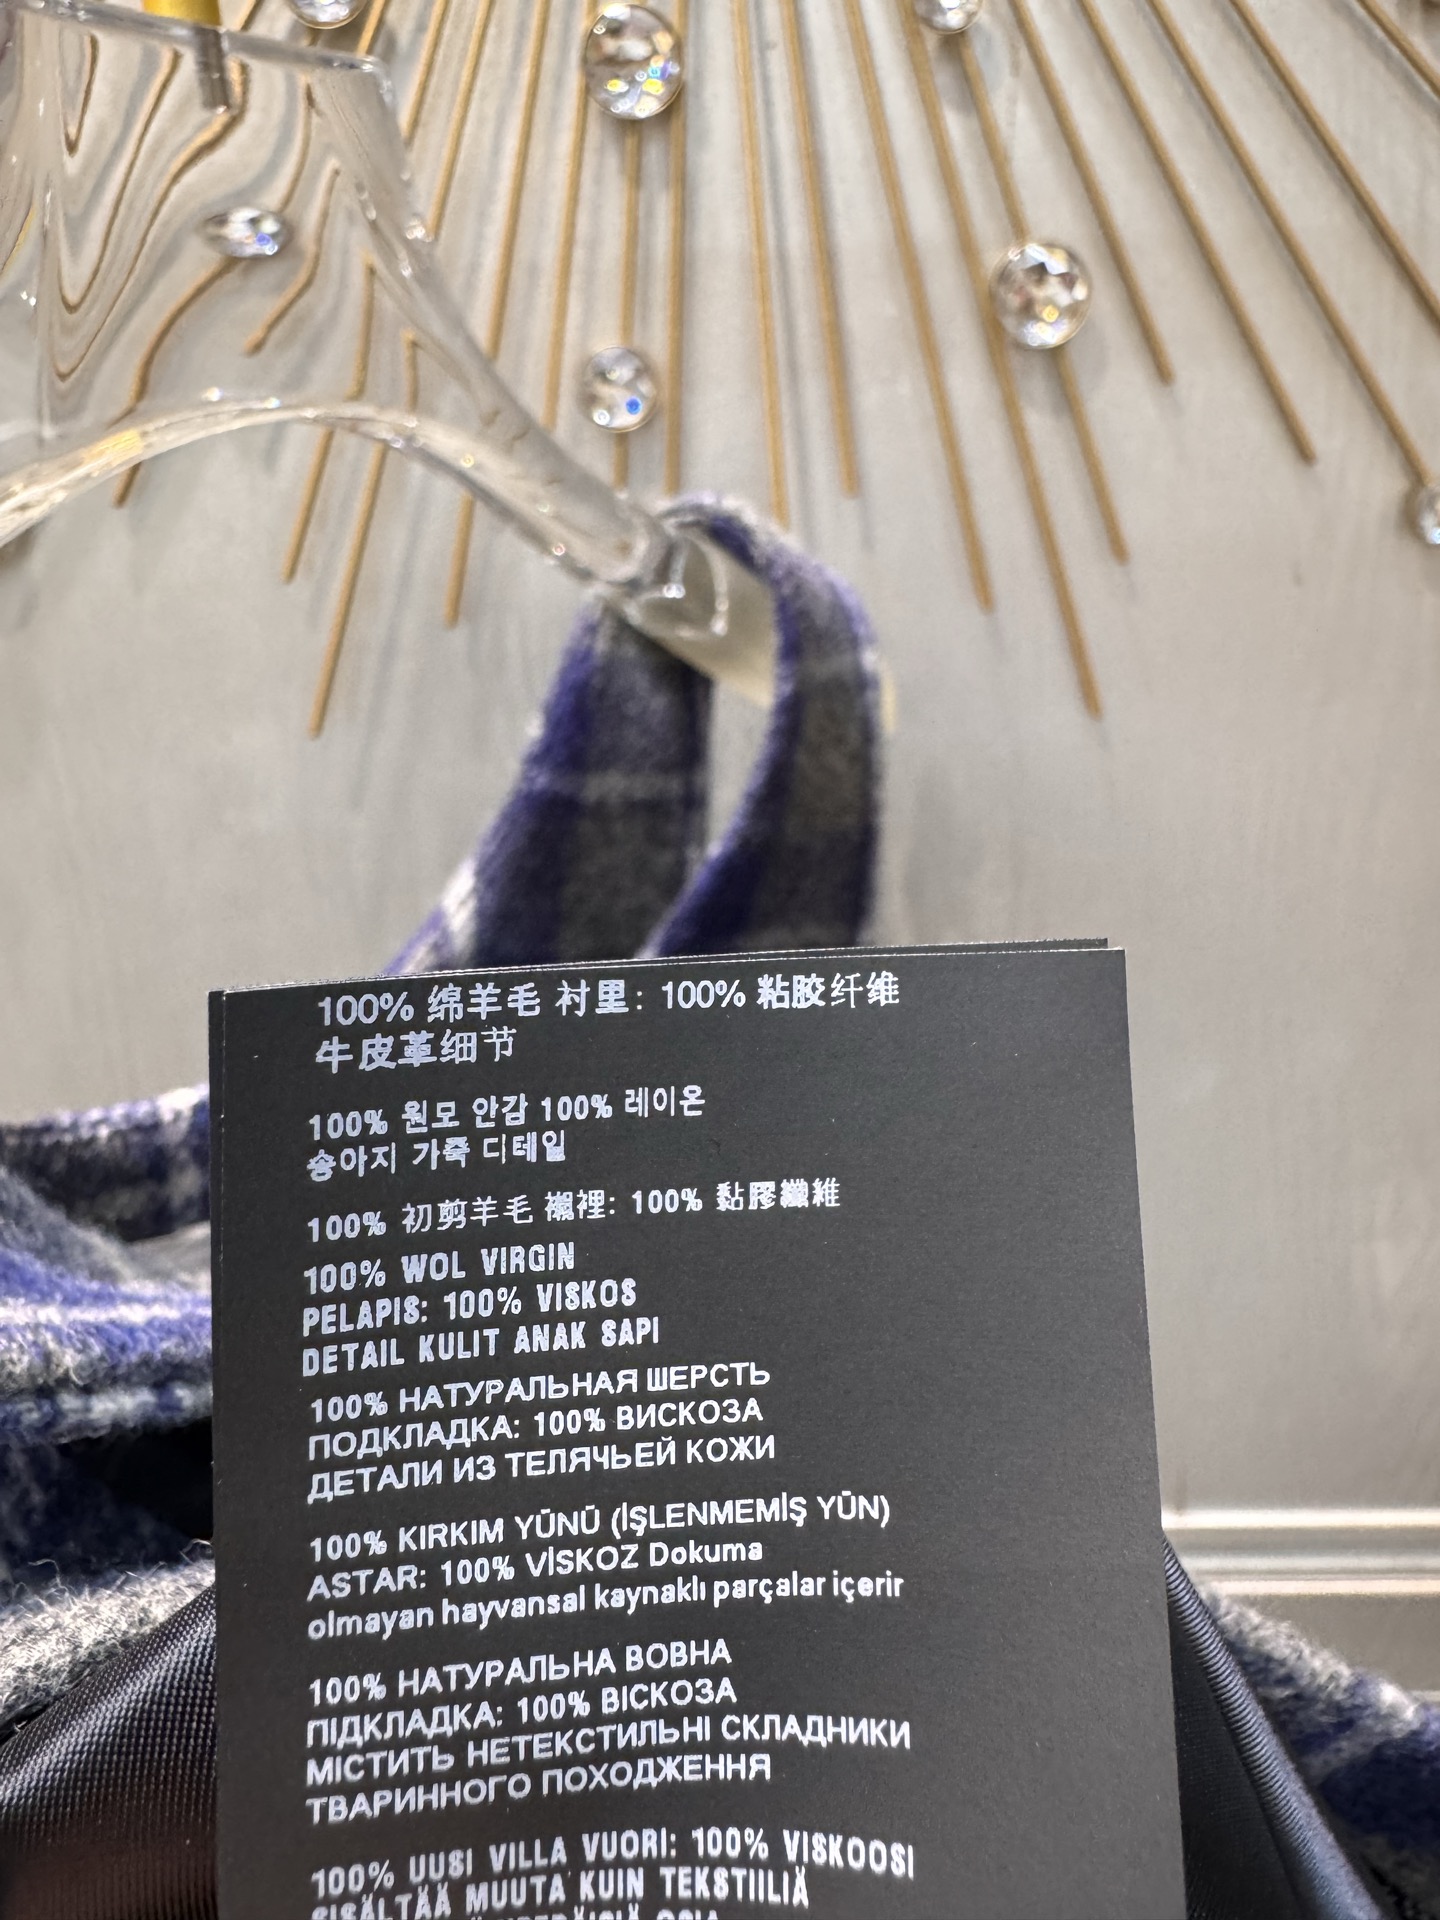 100% 绵羊毛 衬里: 100% 粘胶纤维
牛皮革细节
100% 원모 안감 100% 레이온
송아지 가죽 디테일
100% 初剪羊毛 襯裡: 100% 黏膠纖維
100% WOL VIRGIN
PELAPIS: 100% VISKOS
DETAIL KULIT ANAK SAPI
100% НАТУРАЛЬНАЯ ШЕРСТЬ
ПОДКЛАДКА: 100% ВИСКОЗА
ДЕТАЛИ ИЗ ТЕЛЯЧЬЕЙ КОЖИ
100% KIRKIM YŪNŪ (İŞLENMEMİŞ YŪN)
ASTAR: 100% VİSKOZ Dokuma
olmayan hayvansal kaynaklı parçalar içerir
100% НАТУРАЛЬНА ВОВНА
ПІДКЛАДКА: 100% ВІСКОЗА
МІСТИТЬ НЕТЕКСТИЛЬНІ СКЛАДНИКИ
ТВАРИННОГО ПОХОДЖЕННЯ
100% UUSI VILLA VUORI: 100% VISKOOSI
SISÄLTÄÄ MUUTA KUIN TEKSTIILIÄ